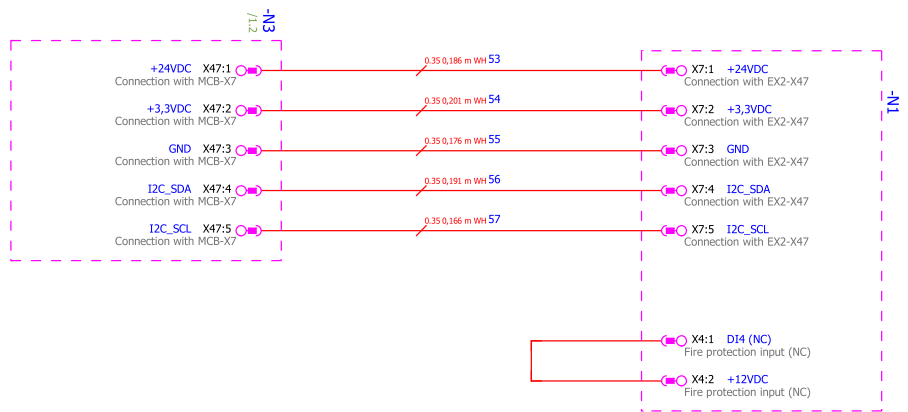 -N3
/1.2
-N1
+24VDC X47:1
Connection with MCB-X7
0.35 0,186 m WH 53
X7:1 +24VDC
Connection with EX2-X47
+3,3VDC X47:2
Connection with MCB-X7
0.35 0,201 m WH 54
X7:2 +3,3VDC
Connection with EX2-X47
GND X47:3
Connection with MCB-X7
0.35 0,176 m WH 55
X7:3 GND
Connection with EX2-X47
I2C_SDA X47:4
Connection with MCB-X7
0.35 0,191 m WH 56
X7:4 I2C_SDA
Connection with EX2-X47
I2C_SCL X47:5
Connection with MCB-X7
0.35 0,166 m WH 57
X7:5 I2C_SCL
Connection with EX2-X47
X4:1 DI4 (NC)
Fire protection input (NC)
X4:2 +12VDC
Fire protection input (NC)